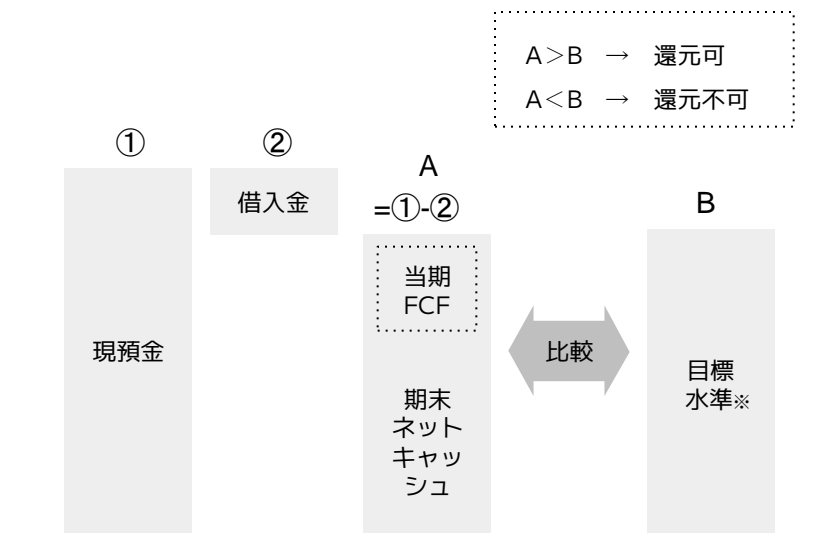 A＞B → 還元可
A＜B → 還元不可
①
②
A
=①-②
B
現預金
借入金
当期
FCF
期末
ネット
キャッ
シュ
比較
目標
水準※